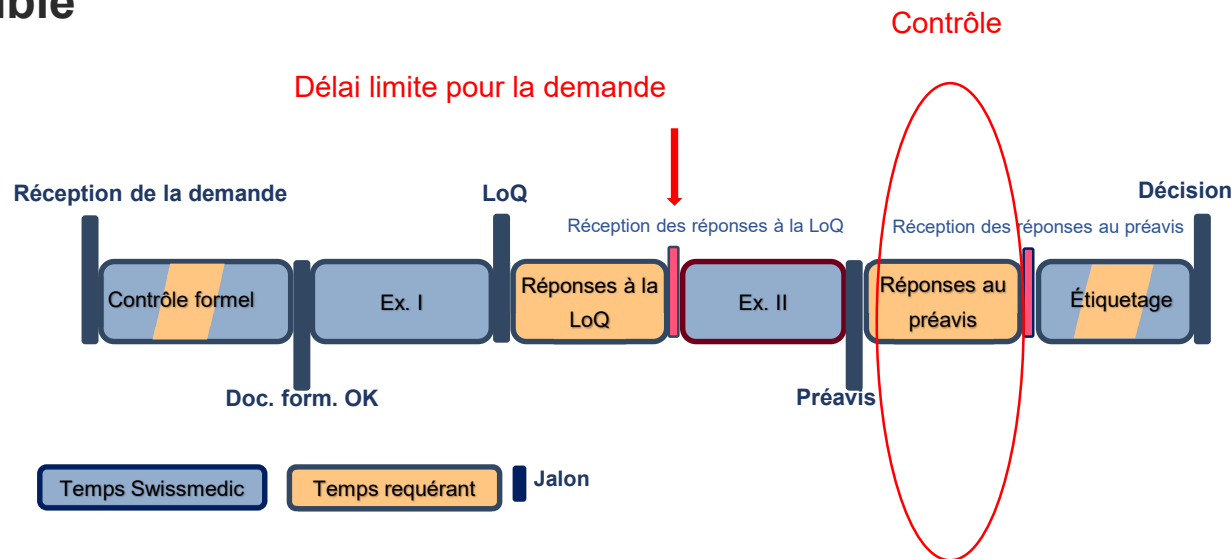 Contrôle
Délai limite pour la demande
Réception de la demande
LoQ
Décision
Réception des réponses à la LoQ
Réception des réponses au préavis
Contrôle formel
Ex. I
Réponses à la
LoQ
Ex. II
Réponses au
préavis
Étiquetage
Doc. form. OK
Préavis
Temps Swissmedic
Temps requérant
Jalon